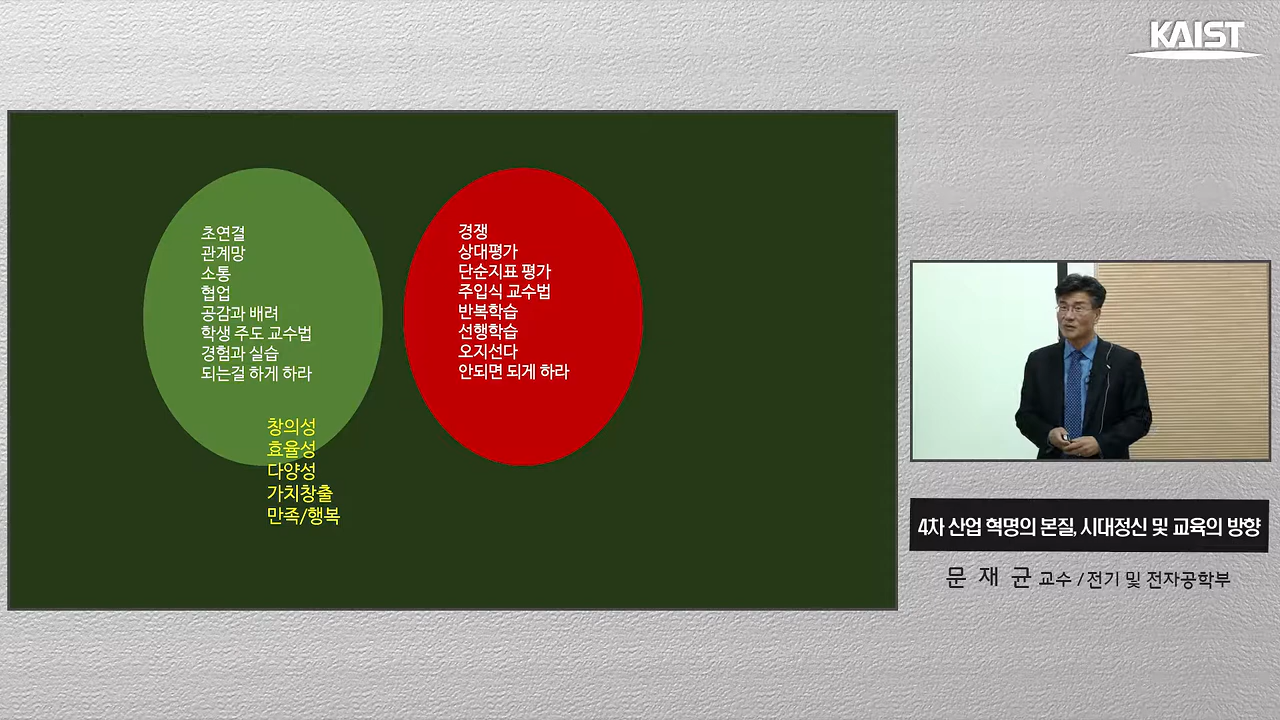 KAIST
초연결
관계망
소통
협업
공감과 배려
학생 주도 교수법
경험과 실습
되는걸 하게 하라
창의성
효율성
다양성
가치창출
만족/행복
경쟁
상대평가
단순지표 평가
주입식 교수법
반복학습
선행학습
오지선다
안되면 되게 하라
4차 산업 혁명의 본질, 시대정신 및 교육의 방향
문 재 균 교수 / 전기 및 전자공학부